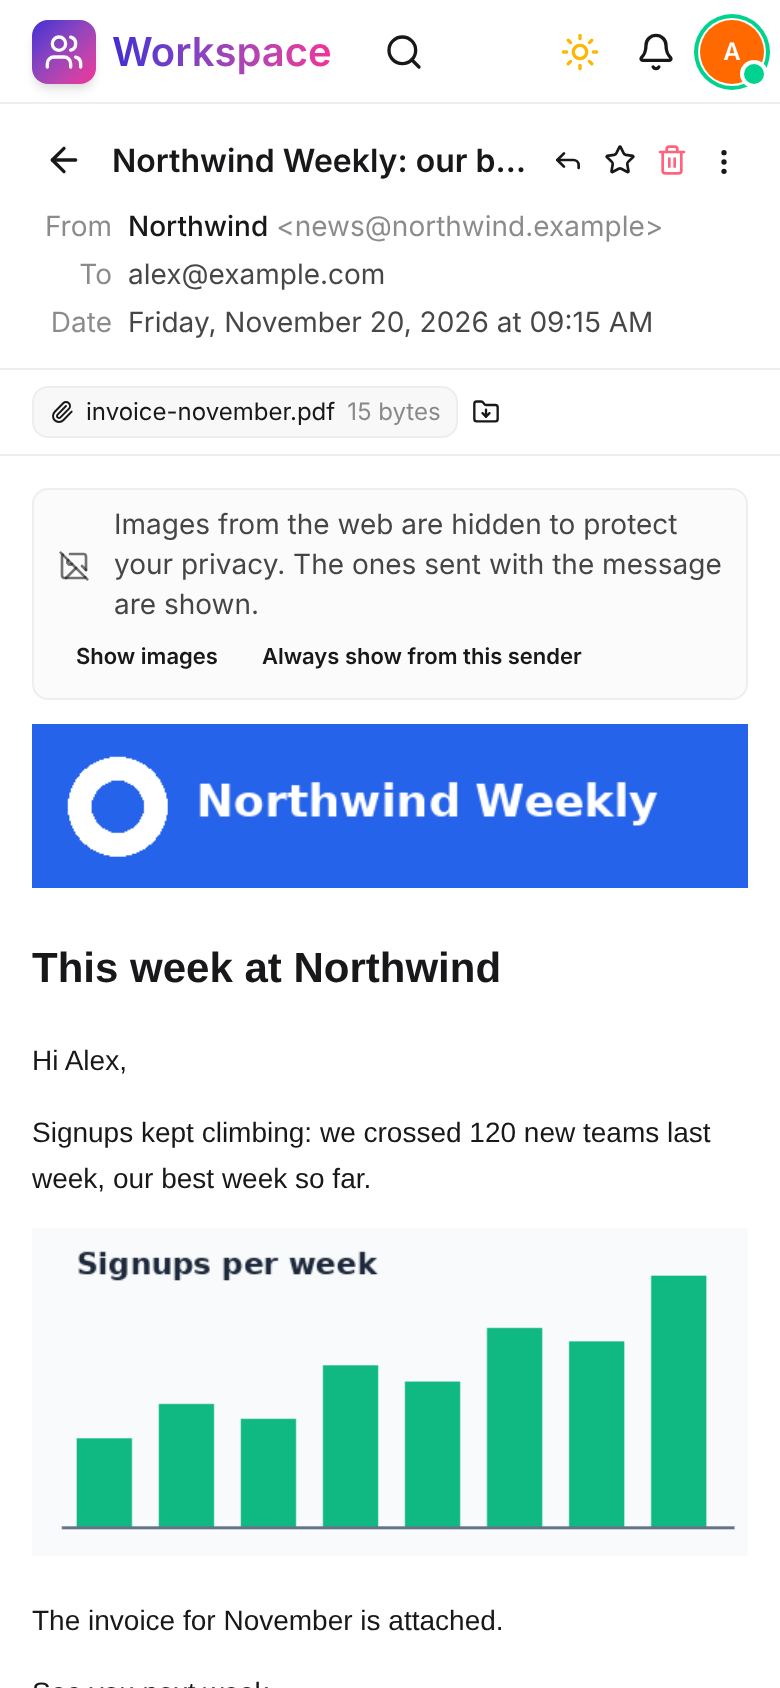 Workspace
A
Northwind Weekly: our b...
From Northwind <news@northwind.example>
To alex@example.com
Date Friday, November 20, 2026 at 09:15 AM
invoice-november.pdf 15 bytes
Images from the web are hidden to protect
your privacy. The ones sent with the message
are shown.
Show images Always show from this sender
Northwind Weekly
This week at Northwind
Hi Alex,
Signups kept climbing: we crossed 120 new teams last
week, our best week so far.
Signups per week
The invoice for November is attached.
See you next week